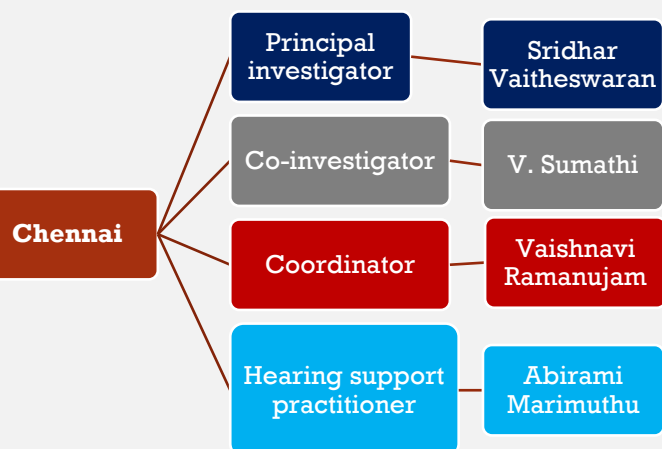 Principal
investigator
Sridhar
Vaitheswaran
Co-investigator
V. Sumathi
Chennai
Coordinator
Vaishnavi
Ramanujam
Hearing support
practitioner
Abirami
Marimuthu